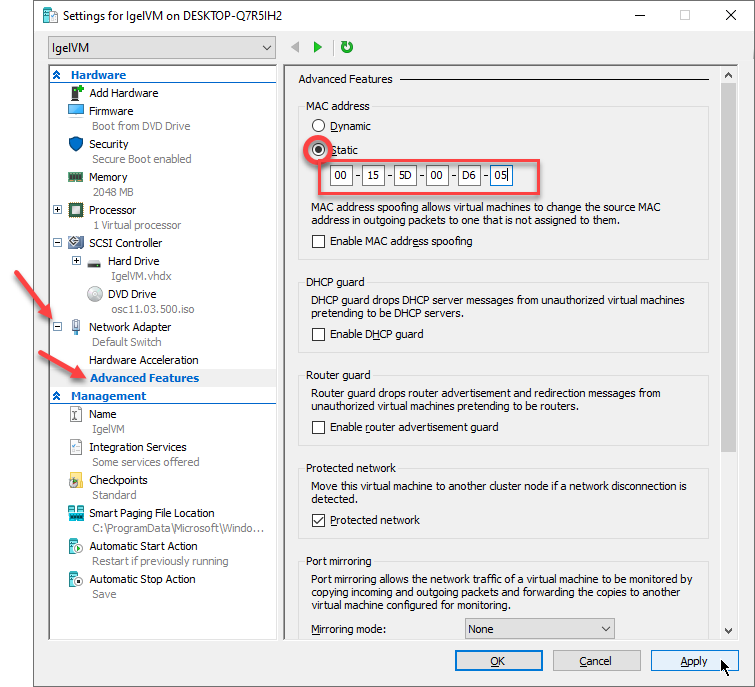 Settings for IgelVM on DESKTOP-Q7R5IH2
IgelVM
Hardware
Add Hardware
Firmware
Boot from DVD Drive
Security
Secure Boot enabled
Memory
2048 MB
Processor
1 Virtual processor
SCSI Controller
Hard Drive
IgelVM.vhdx
DVD Drive
osc11.03.500.iso
Network Adapter
Default Switch
Hardware Acceleration
Advanced Features
Management
Name
IgelVM
Integration Services
Some services offered
Checkpoints
Standard
Smart Paging File Location
C:\ProgramData\Microsoft\Windo...
Automatic Start Action
Restart if previously running
Automatic Stop Action
Save
Advanced Features
MAC address
Dynamic
Static
00 - 15 - 5D - 00 - D6 - 05
MAC address spoofing allows virtual machines to change the source MAC
address in outgoing packets to one that is not assigned to them.
Enable MAC address spoofing
DHCP guard
DHCP guard drops DHCP server messages from unauthorized virtual machines
pretending to be DHCP servers.
Enable DHCP guard
Router guard
Router guard drops router advertisement and redirection messages from
unauthorized virtual machines pretending to be routers.
Enable router advertisement guard
Protected network
Move this virtual machine to another cluster node if a network disconnection is
detected.
Protected network
Port mirroring
Port mirroring allows the network traffic of a virtual machine to be monitored by
copying incoming and outgoing packets and forwarding the copies to another
virtual machine configured for monitoring.
Mirroring mode: None
OK Cancel Apply